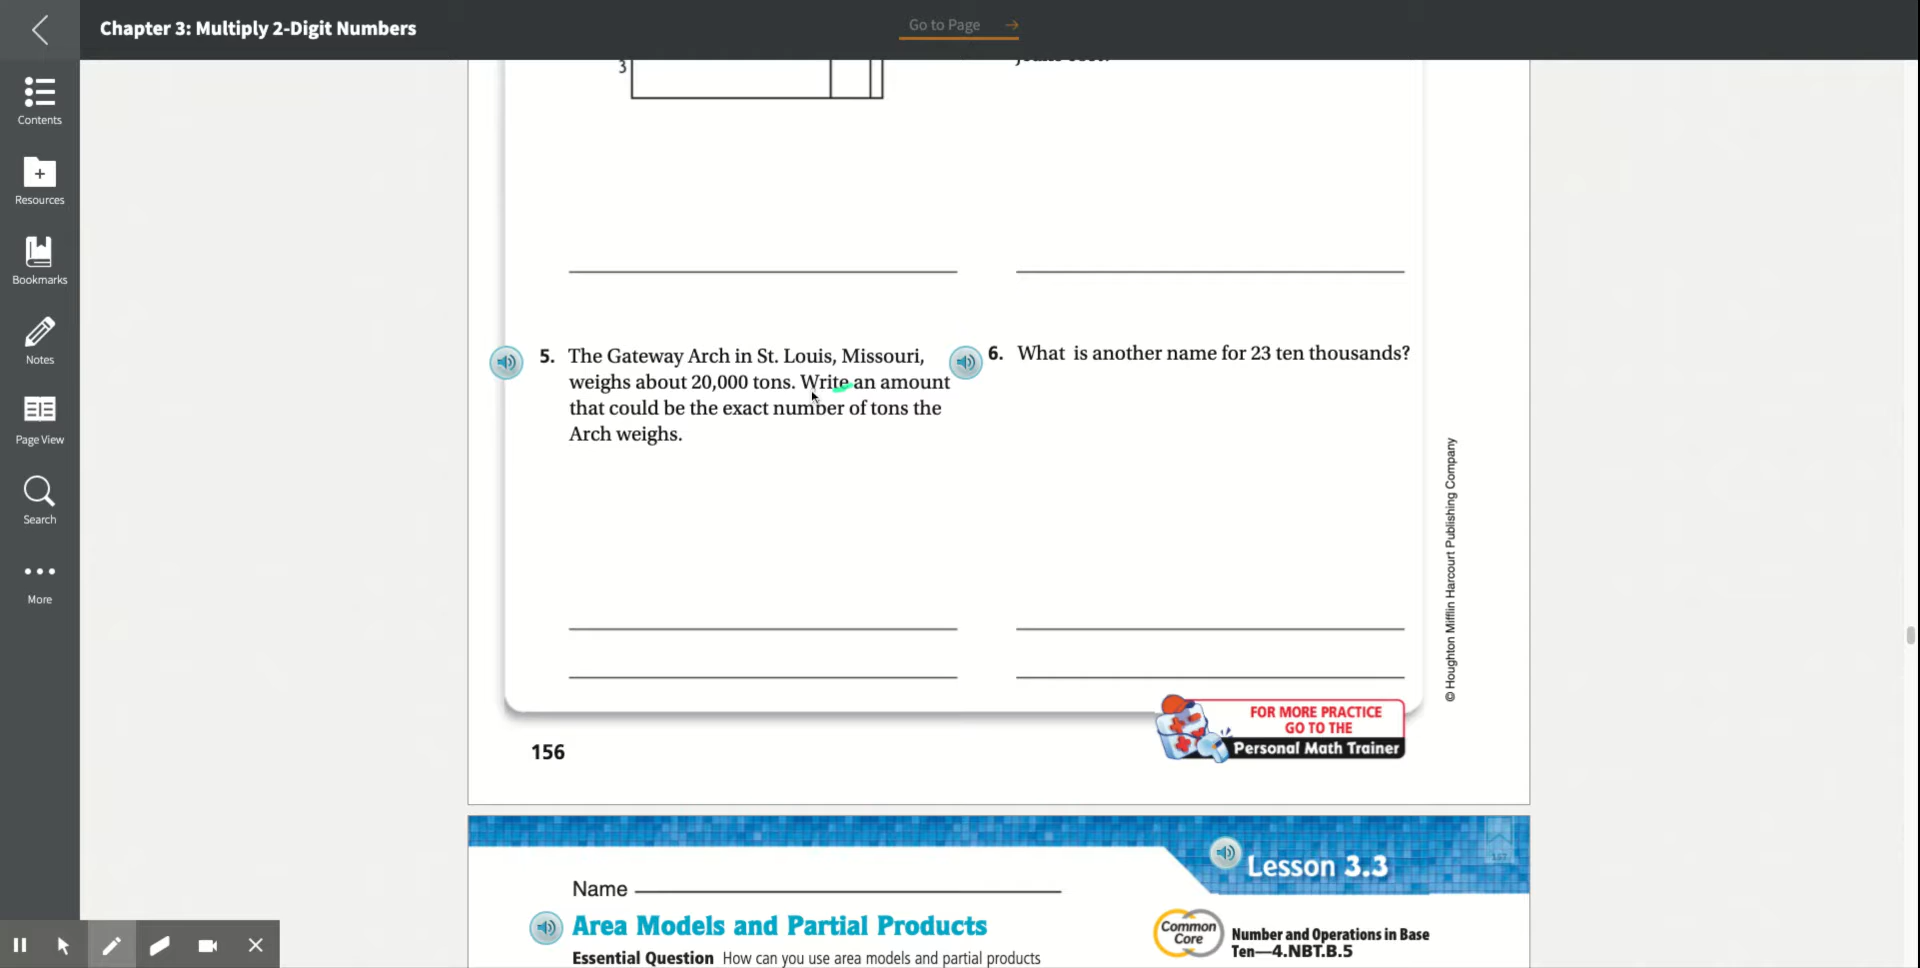 Chapter 3: Multiply 2-Digit Numbers
Go to Page
Contents
Resources
Bookmarks
Notes
Page View
Search
More
3
5. The Gateway Arch in St. Louis, Missouri,
weighs about 20,000 tons. Write an amount
that could be the exact number of tons the
Arch weighs.
6. What is another name for 23 ten thousands?
© Houghton Mifflin Harcourt Publishing Company
FOR MORE PRACTICE
GO TO THE
Personal Math Trainer
156
Lesson 3.3
157
Name
Area Models and Partial Products
Essential Question How can you use area models and partial products
Common
Core
Number and Operations in Base
Ten—4.NBT.B.5